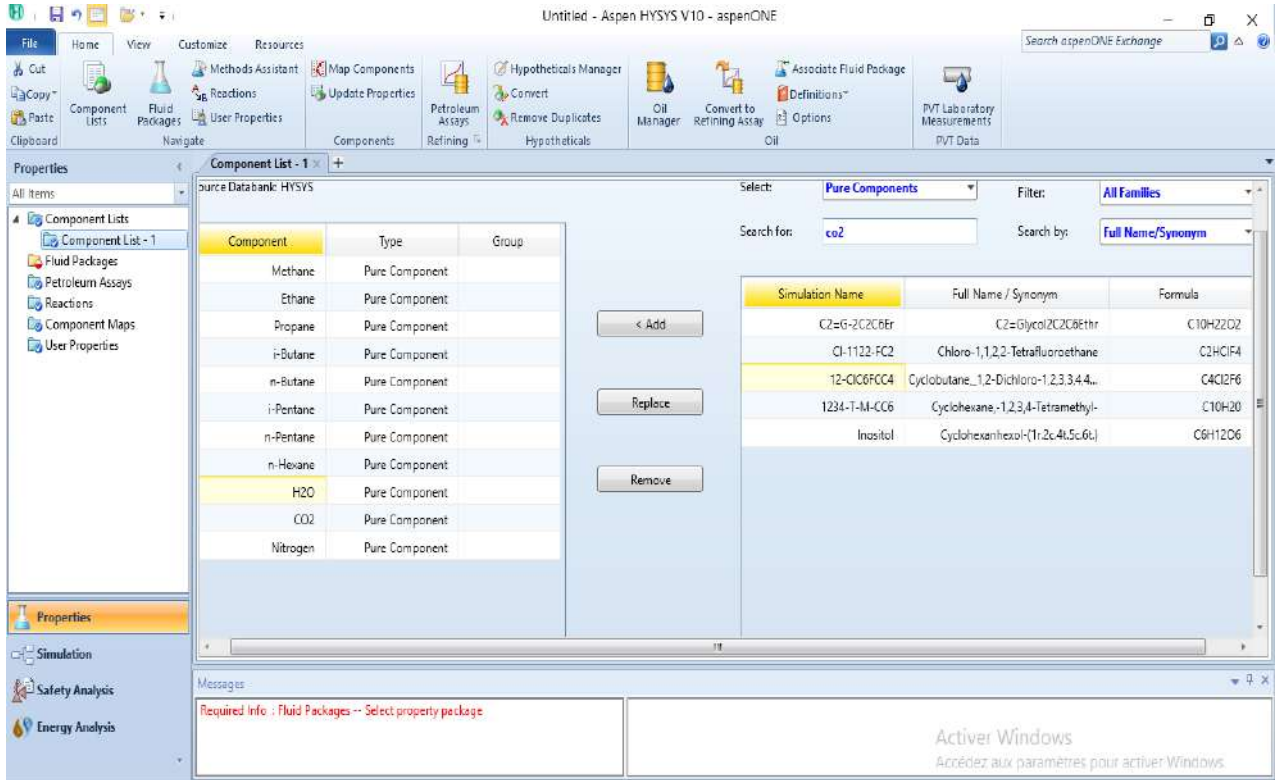 Untitled - Aspen HYSYS V10 - aspenONE
File Home View Customize Resources Search aspenONE Exchange
Cut
Copy
Paste
Clipboard
Component Lists
Fluid Packages
Methods Assistant
Reactions
User Properties
Navigate
Map Components
Update Properties
Components
Petroleum Assays
Refining
Hypotheticals Manager
Convert
Remove Duplicates
Hypotheticals
Oil Manager
Convert to Refining Assay
Associate Fluid Package
Definitions
Options
Oil
PVT Laboratory Measurements
PVT Data
Properties
All Items
Component Lists
Component List - 1
Fluid Packages
Petroleum Assays
Reactions
Component Maps
User Properties
Properties
Simulation
Safety Analysis
Energy Analysis
Component List - 1
ource Databank: HYSYS
Select: Pure Components Filter: All Families
Search for: co2 Search by: Full Name/Synonym
Component Type Group
Methane Pure Component
Ethane Pure Component
Propane Pure Component
i-Butane Pure Component
n-Butane Pure Component
i-Pentane Pure Component
n-Pentane Pure Component
n-Hexane Pure Component
H2O Pure Component
CO2 Pure Component
Nitrogen Pure Component
< Add
Replace
Remove
Simulation Name Full Name / Synonym Formula
C2=G-2C2C6Er C2=Glycol2C2C6Ethr C10H22O2
Cl-1122-FC2 Chloro-1,1,2,2-Tetrafluoroethane C2HClF4
12-ClC6FCC4 Cyclobutane,_1,2-Dichloro-1,2,3,3,4,4... C4Cl2F6
1234-T-M-CC6 Cyclohexane,-1,2,3,4-Tetramethyl- C10H20
Inositol Cyclohexanhexol-(1r,2c,4t,5c,6t,) C6H12O6
Messages
Required Info : Fluid Packages -- Select property package
Activer Windows
Accédez aux paramètres pour activer Windows.